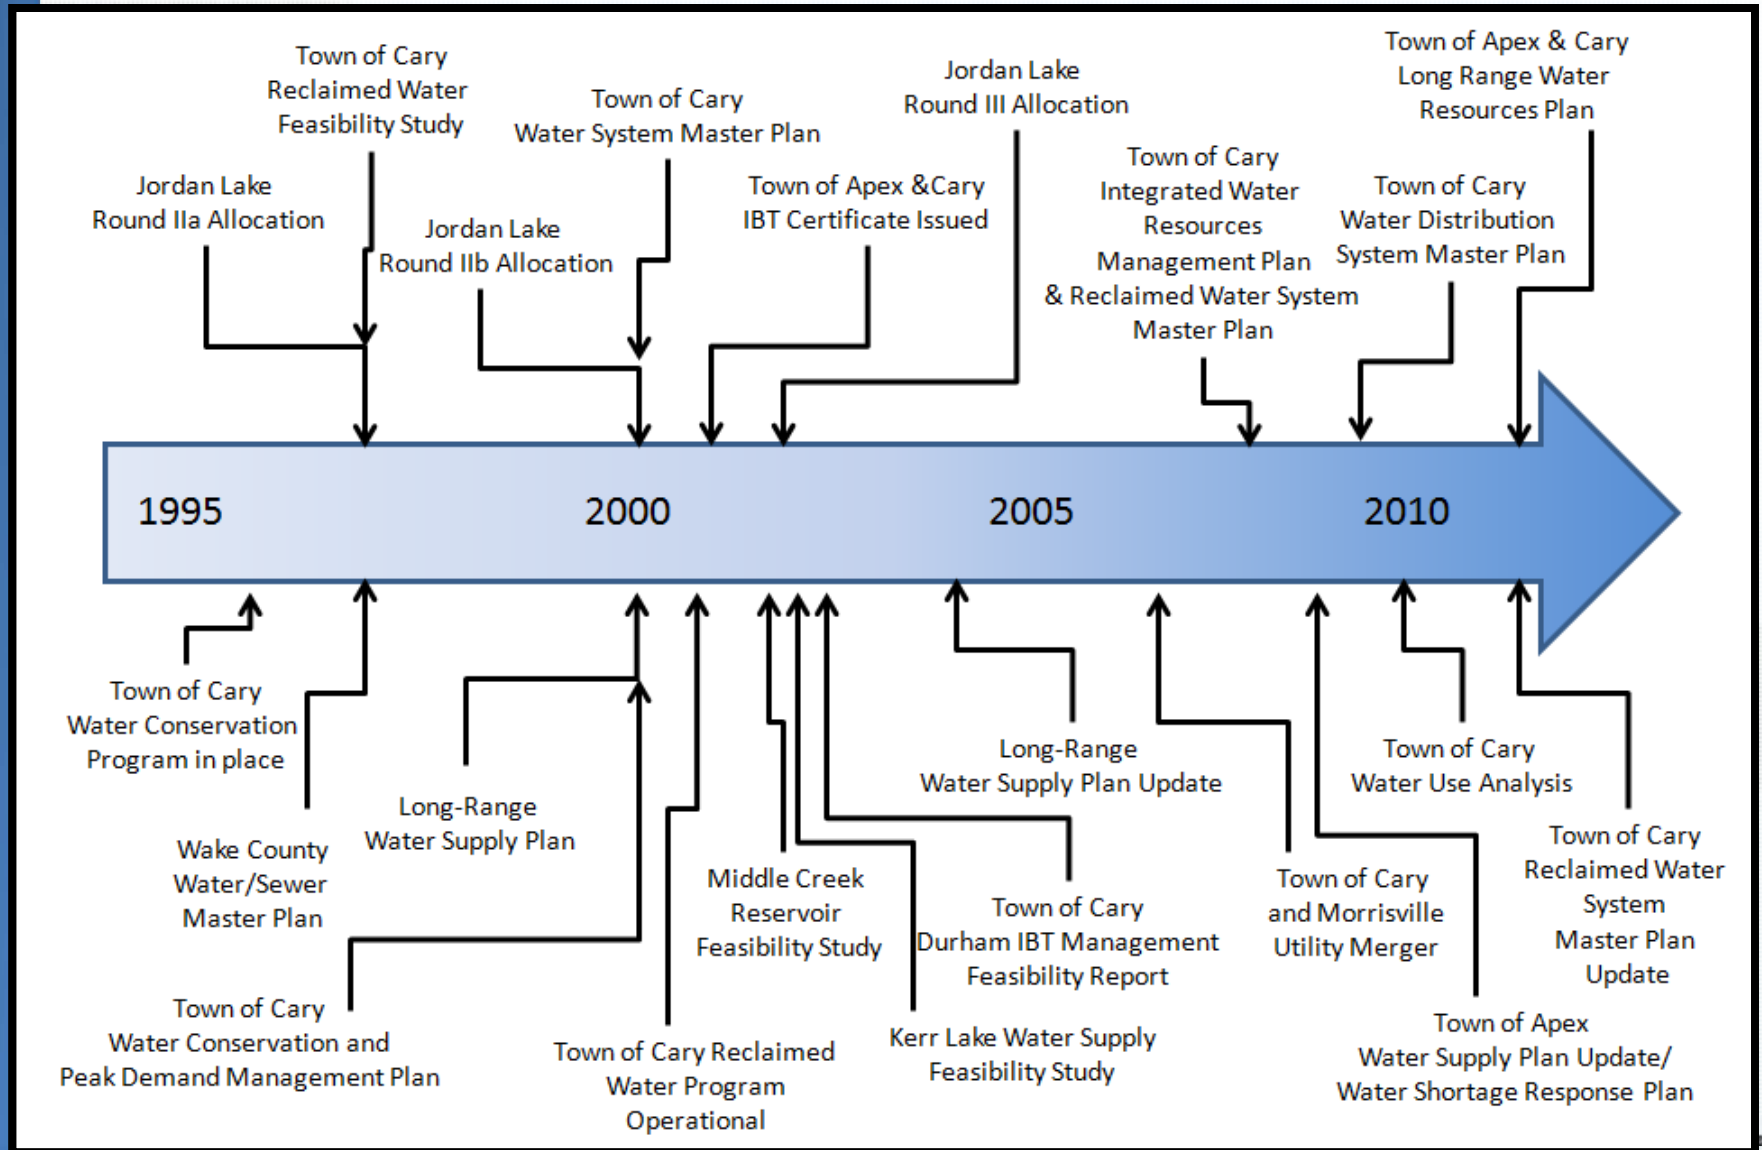 Town of Cary
Reclaimed Water
Feasibility Study
Jordan Lake
Round IIa Allocation
Jordan Lake
Round IIb Allocation
Town of Cary
Water System Master Plan
Town of Apex &Cary
IBT Certificate Issued
Jordan Lake
Round III Allocation
Town of Cary
Integrated Water
Resources
Management Plan
& Reclaimed Water System
Master Plan
Town of Cary
Water Distribution
System Master Plan
Town of Apex & Cary
Long Range Water
Resources Plan
1995
2000
2005
2010
Town of Cary
Water Conservation
Program in place
Wake County
Water/Sewer
Master Plan
Long-Range
Water Supply Plan
Town of Cary
Water Conservation and
Peak Demand Management Plan
Town of Cary Reclaimed
Water Program
Operational
Middle Creek
Reservoir
Feasibility Study
Kerr Lake Water Supply
Feasibility Study
Town of Cary
Durham IBT Management
Feasibility Report
Long-Range
Water Supply Plan Update
Town of Cary
and Morrisville
Utility Merger
Town of Apex
Water Supply Plan Update/
Water Shortage Response Plan
Town of Cary
Water Use Analysis
Town of Cary
Reclaimed Water
System
Master Plan
Update